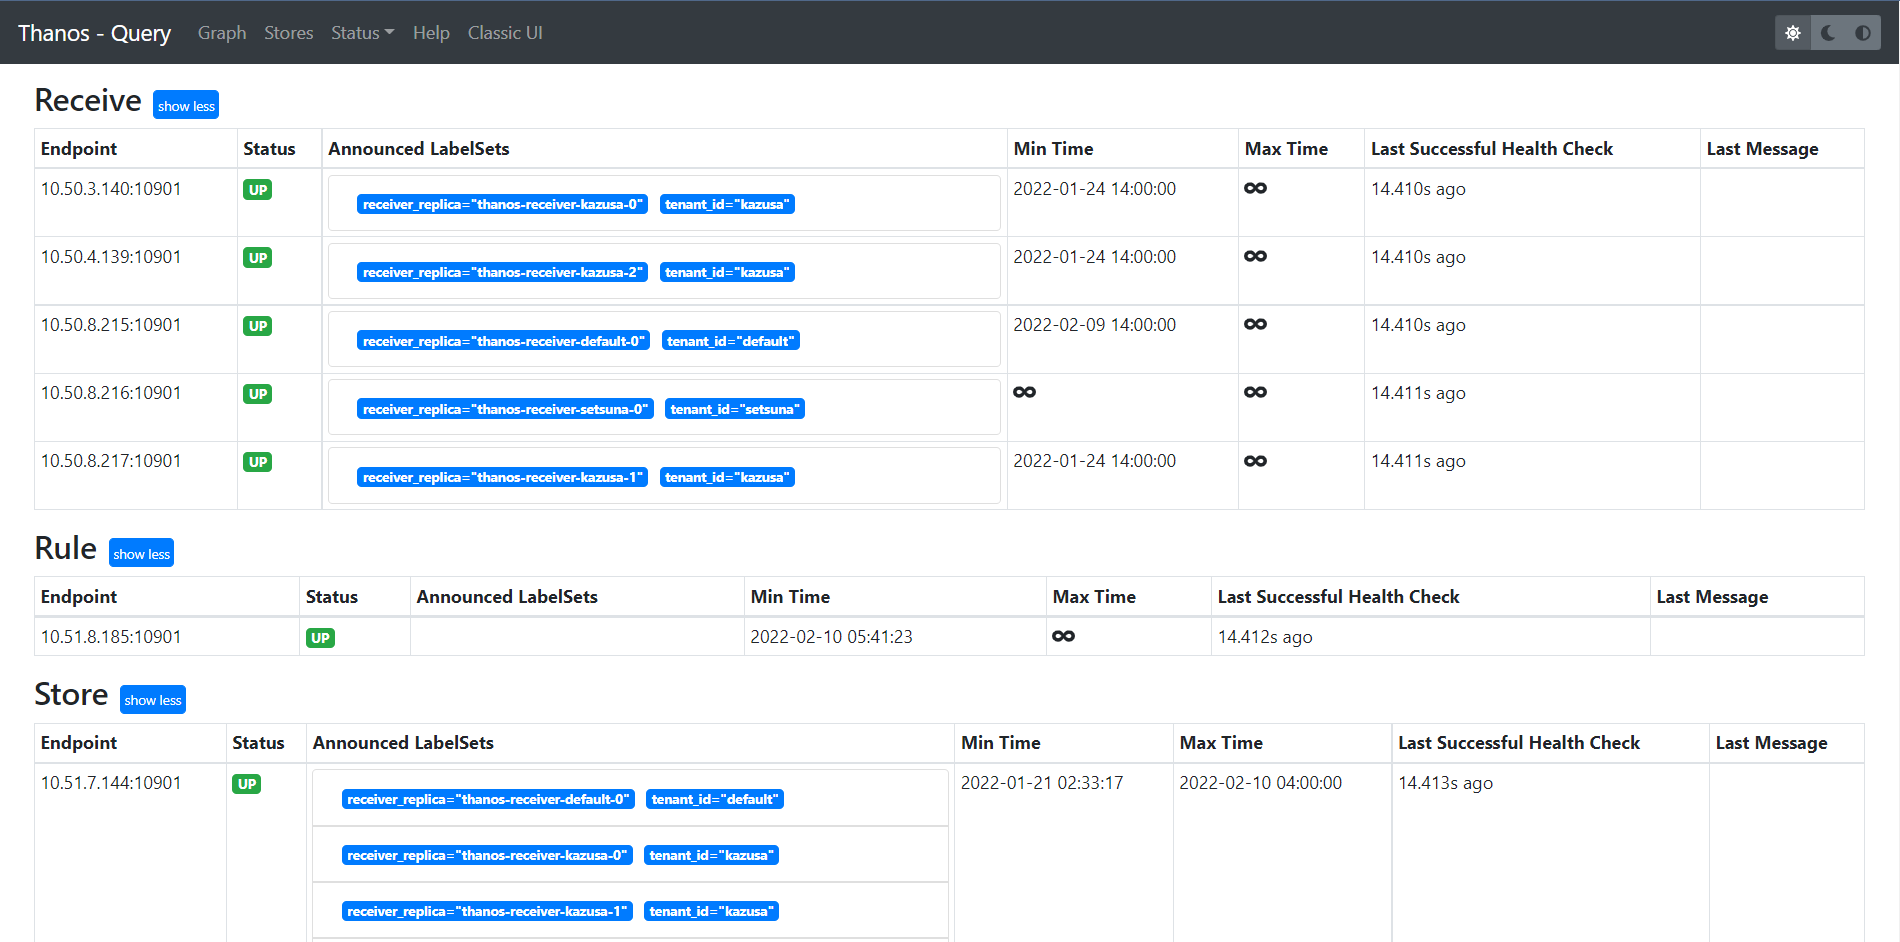 Thanos - Query Graph Stores Status Help Classic UI
Receive show less
Endpoint Status Announced LabelSets Min Time Max Time Last Successful Health Check Last Message
10.50.3.140:10901 UP receiver_replica="thanos-receiver-kazusa-0" tenant_id="kazusa" 2022-01-24 14:00:00 ∞ 14.410s ago
10.50.4.139:10901 UP receiver_replica="thanos-receiver-kazusa-2" tenant_id="kazusa" 2022-01-24 14:00:00 ∞ 14.410s ago
10.50.8.215:10901 UP receiver_replica="thanos-receiver-default-0" tenant_id="default" 2022-02-09 14:00:00 ∞ 14.410s ago
10.50.8.216:10901 UP receiver_replica="thanos-receiver-setsuna-0" tenant_id="setsuna" ∞ ∞ 14.411s ago
10.50.8.217:10901 UP receiver_replica="thanos-receiver-kazusa-1" tenant_id="kazusa" 2022-01-24 14:00:00 ∞ 14.411s ago
Rule show less
Endpoint Status Announced LabelSets Min Time Max Time Last Successful Health Check Last Message
10.51.8.185:10901 UP 2022-02-10 05:41:23 ∞ 14.412s ago
Store show less
Endpoint Status Announced LabelSets Min Time Max Time Last Successful Health Check Last Message
10.51.7.144:10901 UP receiver_replica="thanos-receiver-default-0" tenant_id="default" 2022-01-21 02:33:17 2022-02-10 04:00:00 14.413s ago
receiver_replica="thanos-receiver-kazusa-0" tenant_id="kazusa"
receiver_replica="thanos-receiver-kazusa-1" tenant_id="kazusa"